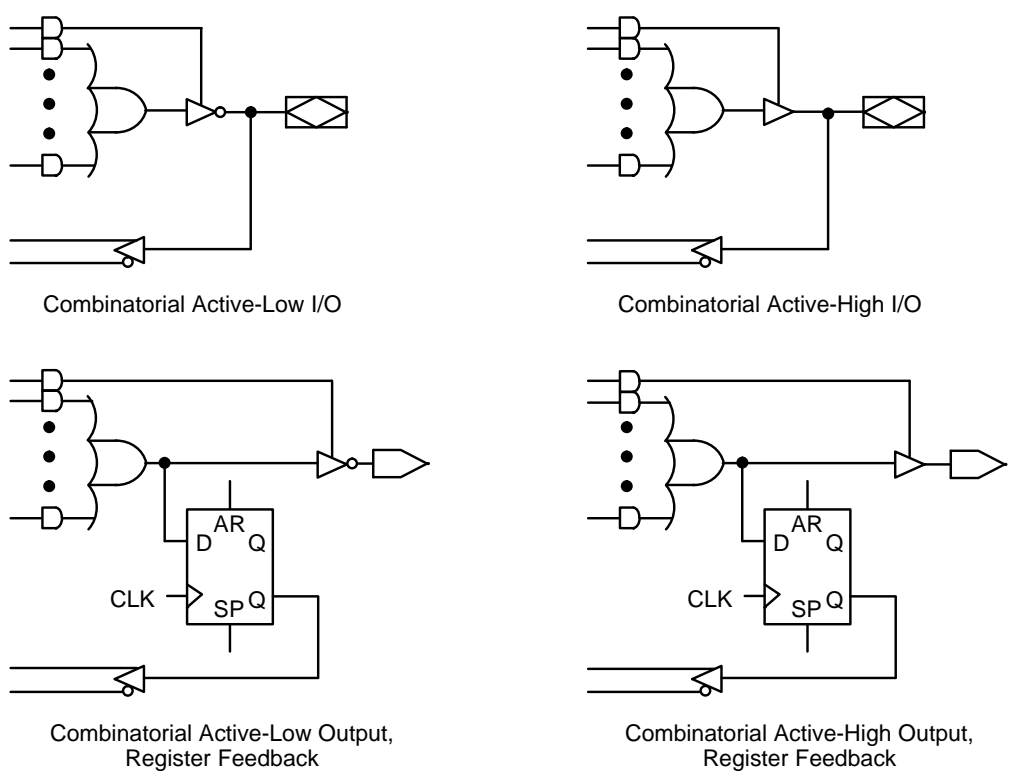 Combinatorial Active-Low I/O
Combinatorial Active-High I/O
AR
D Q
CLK
SP Q
AR
D Q
CLK
SP Q
Combinatorial Active-Low Output,
Register Feedback
Combinatorial Active-High Output,
Register Feedback